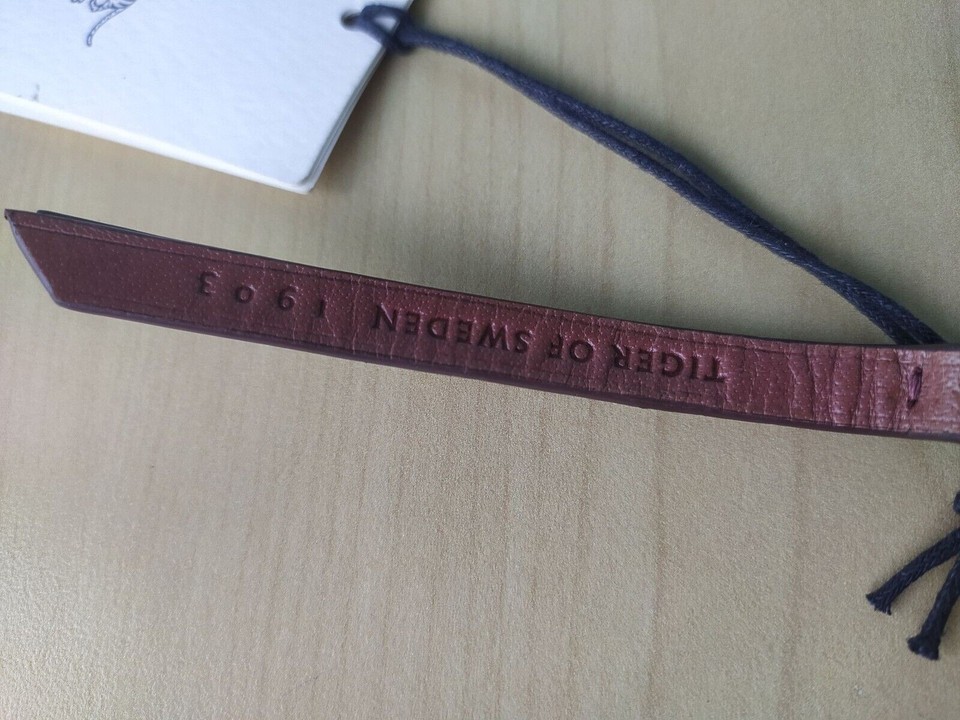 TIGER OF SWEDEN 1903